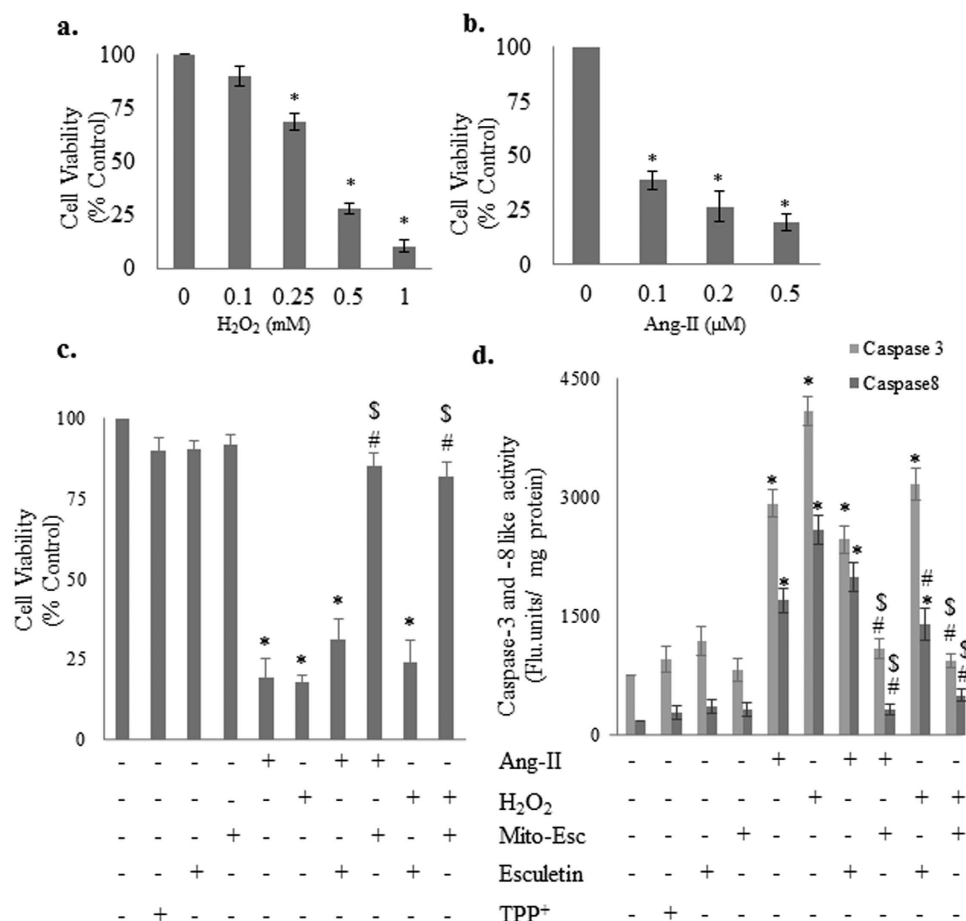 a.
100
75
50
25
0
Cell Viability
(% Control)
*
*
*
0 0.1 0.25 0.5 1
H₂O₂ (mM)
b.
100
75
50
25
0
Cell Viability
(% Control)
*
*
*
0 0.1 0.2 0.5
Ang-II (µM)
c.
100
75
50
25
0
Cell Viability
(% Control)
* * * $ # * $ #
d.
Caspase 3
Caspase8
4500
3000
1500
0
Caspase-3 and -8 like activity
(Flu.units/ mg protein)
* * * * * * $ # $ # * # * $ # $ #
- - - - + - + + - - Ang-II - - - - + - + + - -
- - - - - + - - + + H₂O₂ - - - - - + - - + +
- - - + - - - + - + Mito-Esc - - - + - - - + - +
- - + - - - + - + - Esculetin - - + - - - + - + -
- + - - - - - - - - TPP⁺ - + - - - - - - - -